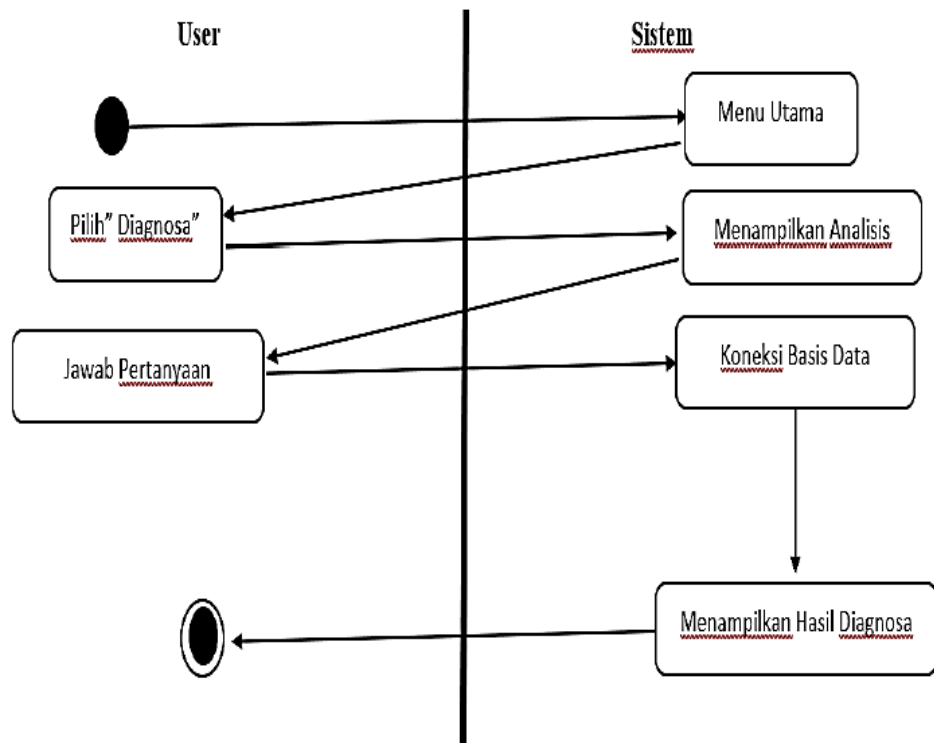 User
Sistem
Menu Utama
Pilih” Diagnosa”
Menampilkan Analisis
Jawab Pertanyaan
Koneksi Basis Data
Menampilkan Hasil Diagnosa